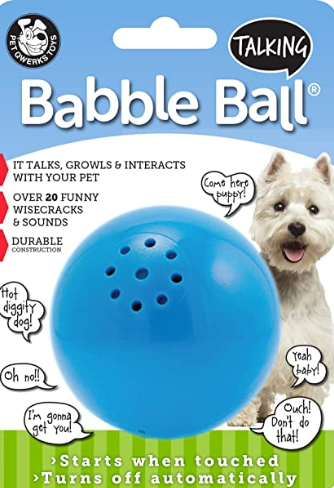 PET QWERKS TOYS
TALKING
Babble Ball®
IT TALKS, GROWLS & INTERACTS
WITH YOUR PET
OVER 20 FUNNY
WISECRACKS
& SOUNDS
DURABLE
CONSTRUCTION
Come here
puppy!
Hot
diggity
dog!
Oh no!!
I'm gonna
get you!
Yeah
baby!
Ouch!
Don't do
that!
>Starts when touched
>Turns off automatically